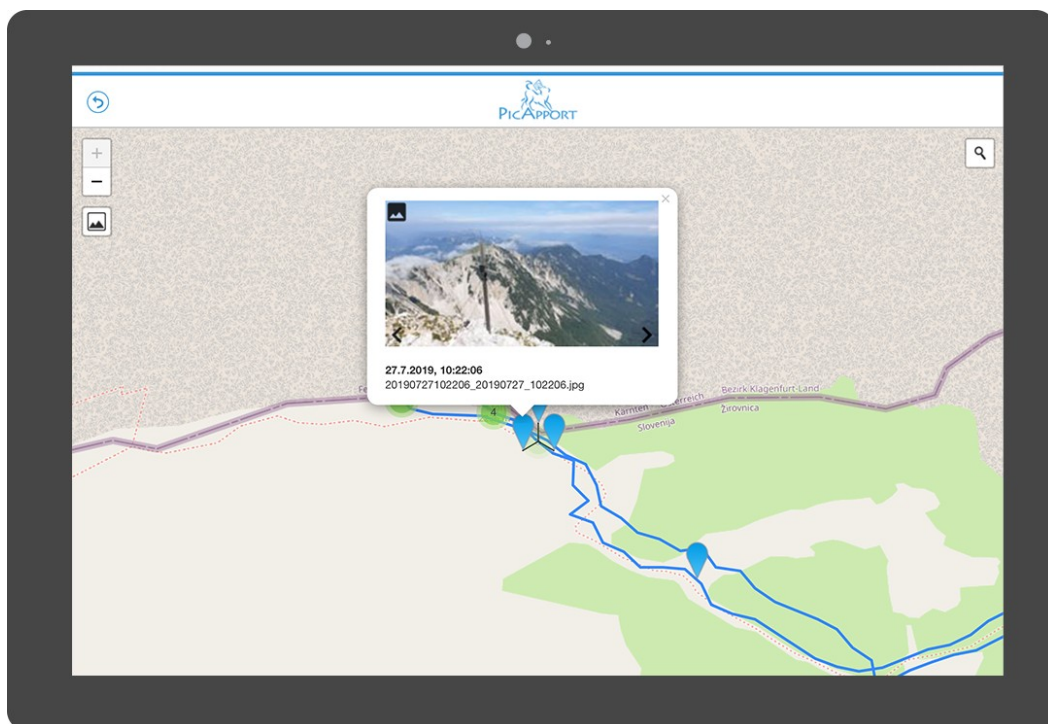 PICAPPORT
+
−
×
27.7.2019, 10:22:06
20190727102206_20190727_102206.jpg
Bezirk Klagenfurt-Land
Kärnten
Žirovnica
Slovenija
4